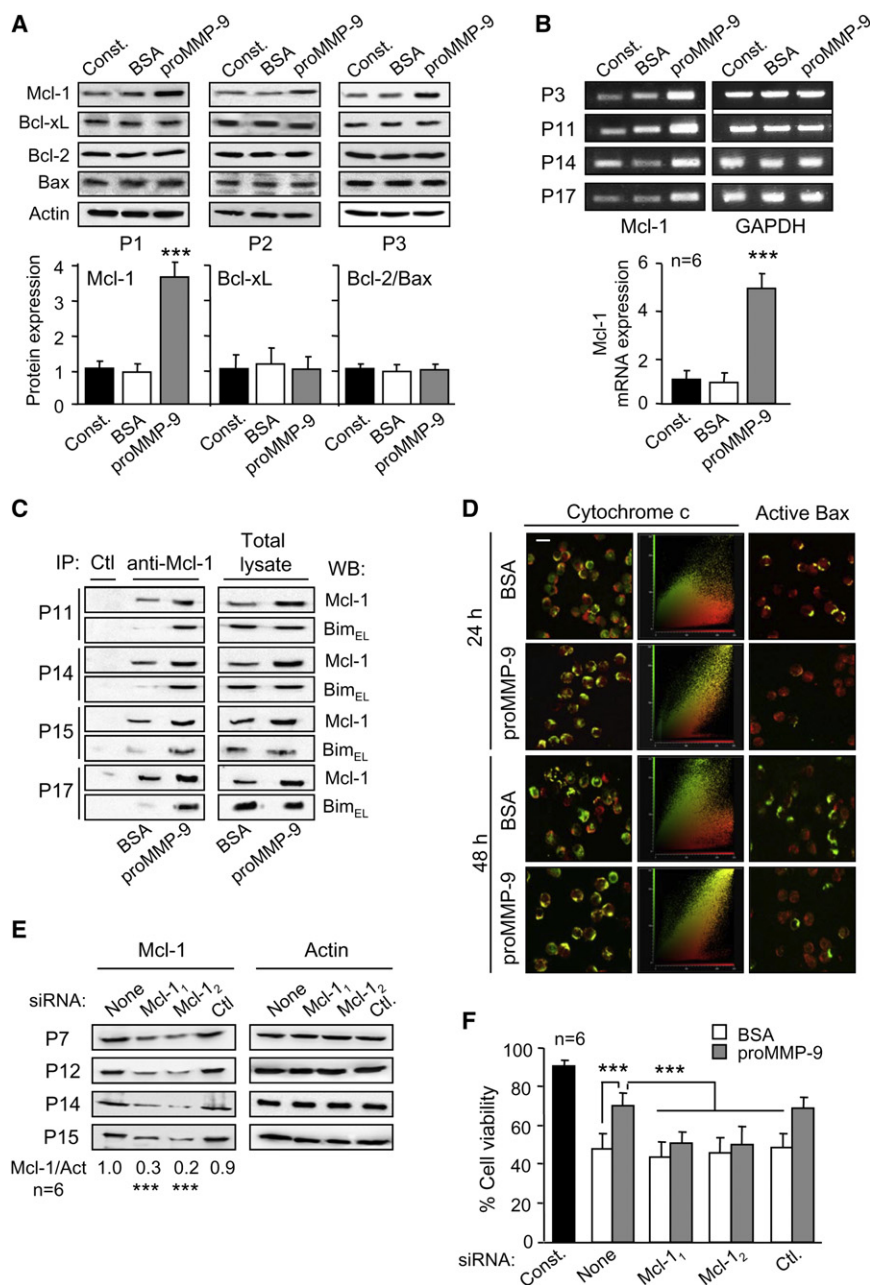 A
Const. BSA proMMP-9 Const. BSA proMMP-9 Const. BSA proMMP-9
Mcl-1
Bcl-xL
Bcl-2
Bax
Actin
P1 P2 P3
Protein expression
4
3
2
1
0
***
Mcl-1 Bcl-xL Bcl-2/Bax
Const. BSA proMMP-9 Const. BSA proMMP-9 Const. BSA proMMP-9
B
Const. BSA proMMP-9 Const. BSA proMMP-9
P3
P11
P14
P17
Mcl-1 GAPDH
Mcl-1
mRNA expression
6
4
2
0
n=6 ***
Const. BSA proMMP-9
C
IP: Ctl anti-Mcl-1 Total
lysate WB:
P11 Mcl-1
BimEL
P14 Mcl-1
BimEL
P15 Mcl-1
BimEL
P17 Mcl-1
BimEL
BSA proMMP-9 BSA proMMP-9
D
Cytochrome c Active Bax
24 h
BSA
proMMP-9
48 h
BSA
proMMP-9
E
Mcl-1 Actin
siRNA: None Mcl-1₁ Mcl-1₂ Ctl None Mcl-1₁ Mcl-1₂ Ctl.
P7
P12
P14
P15
Mcl-1/Act 1.0 0.3 0.2 0.9
n=6 *** ***
F
% Cell viability
100
80
60
40
20
0
n=6
BSA
proMMP-9
*** ***
siRNA: Const. None Mcl-1₁ Mcl-1₂ Ctl.